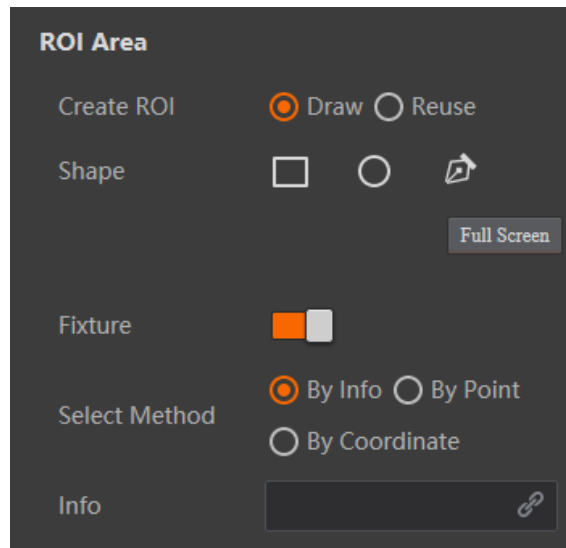 ROI Area
Create ROI Draw Reuse
Shape
Full Screen
Fixture
By Info By Point
Select Method
By Coordinate
Info